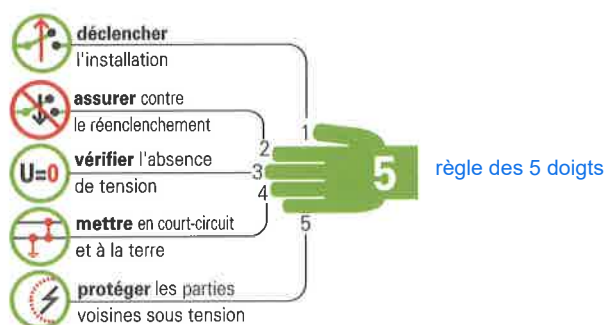 déclencher
l'installation
assurer contre
le réenclenchement
U=0
vérifier l'absence
de tension
mettre en court-circuit
et à la terre
protéger les parties
voisines sous tension
1
2
3
4
5
5
règle des 5 doigts